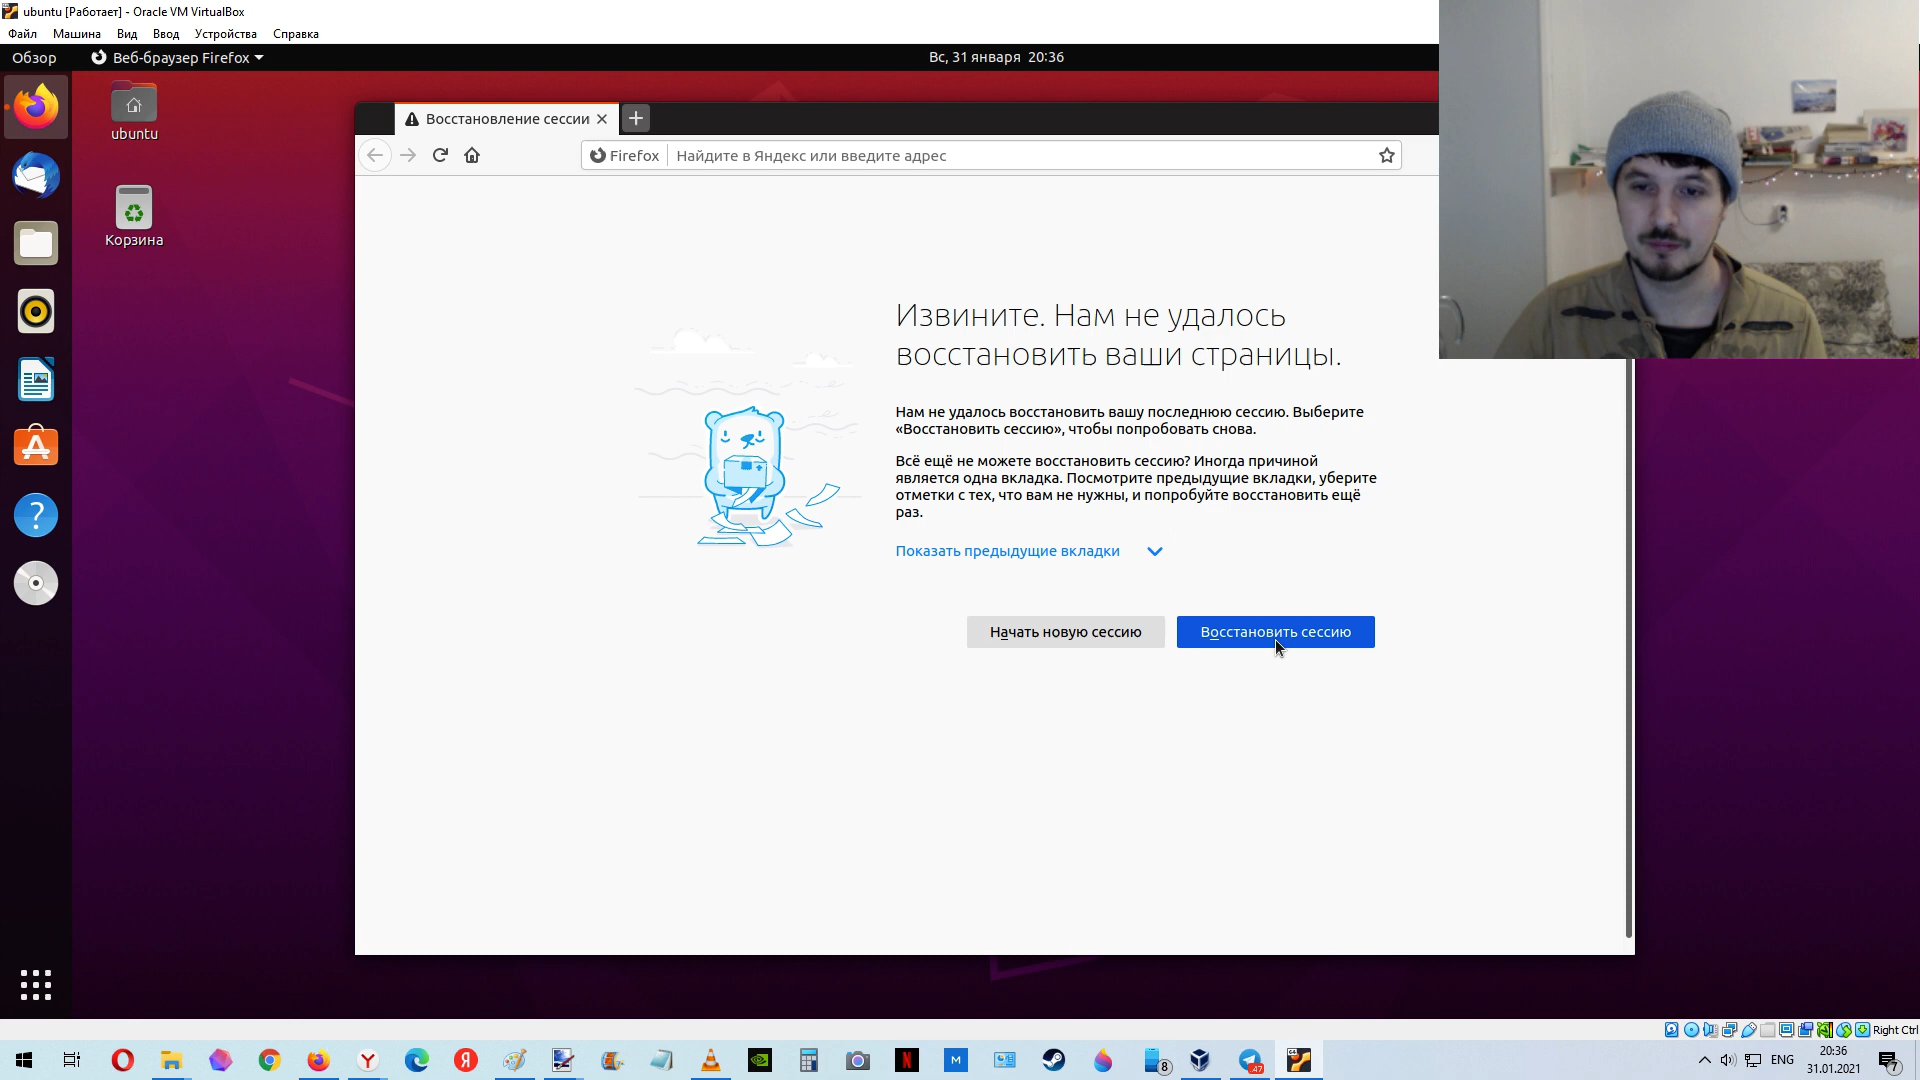 ubuntu [Работает] - Oracle VM VirtualBox
Файл Машина Вид Ввод Устройства Справка
Обзор Веб-браузер Firefox Вс, 31 января 20:36
ubuntu
Корзина
Восстановление сессии
Firefox Найдите в Яндекс или введите адрес
Извините. Нам не удалось
восстановить ваши страницы.
Нам не удалось восстановить вашу последнюю сессию. Выберите
«Восстановить сессию», чтобы попробовать снова.
Всё ещё не можете восстановить сессию? Иногда причиной
является одна вкладка. Посмотрите предыдущие вкладки, уберите
отметки с тех, что вам не нужны, и попробуйте восстановить ещё
раз.
Показать предыдущие вкладки
Начать новую сессию Восстановить сессию
Right Ctrl
8 47 ENG 20:36 7
31.01.2021